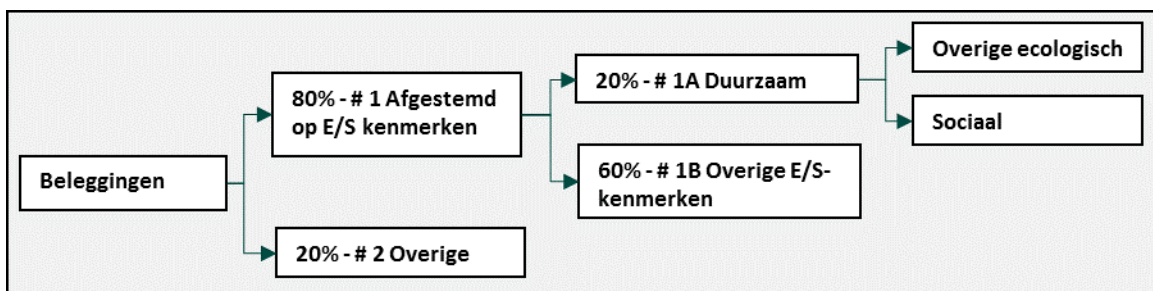 Beleggingen
80% - # 1 Afgestemd
op E/S kenmerken
20% - # 2 Overige
20% - # 1A Duurzaam
60% - # 1B Overige E/S-
kenmerken
Overige ecologisch
Sociaal